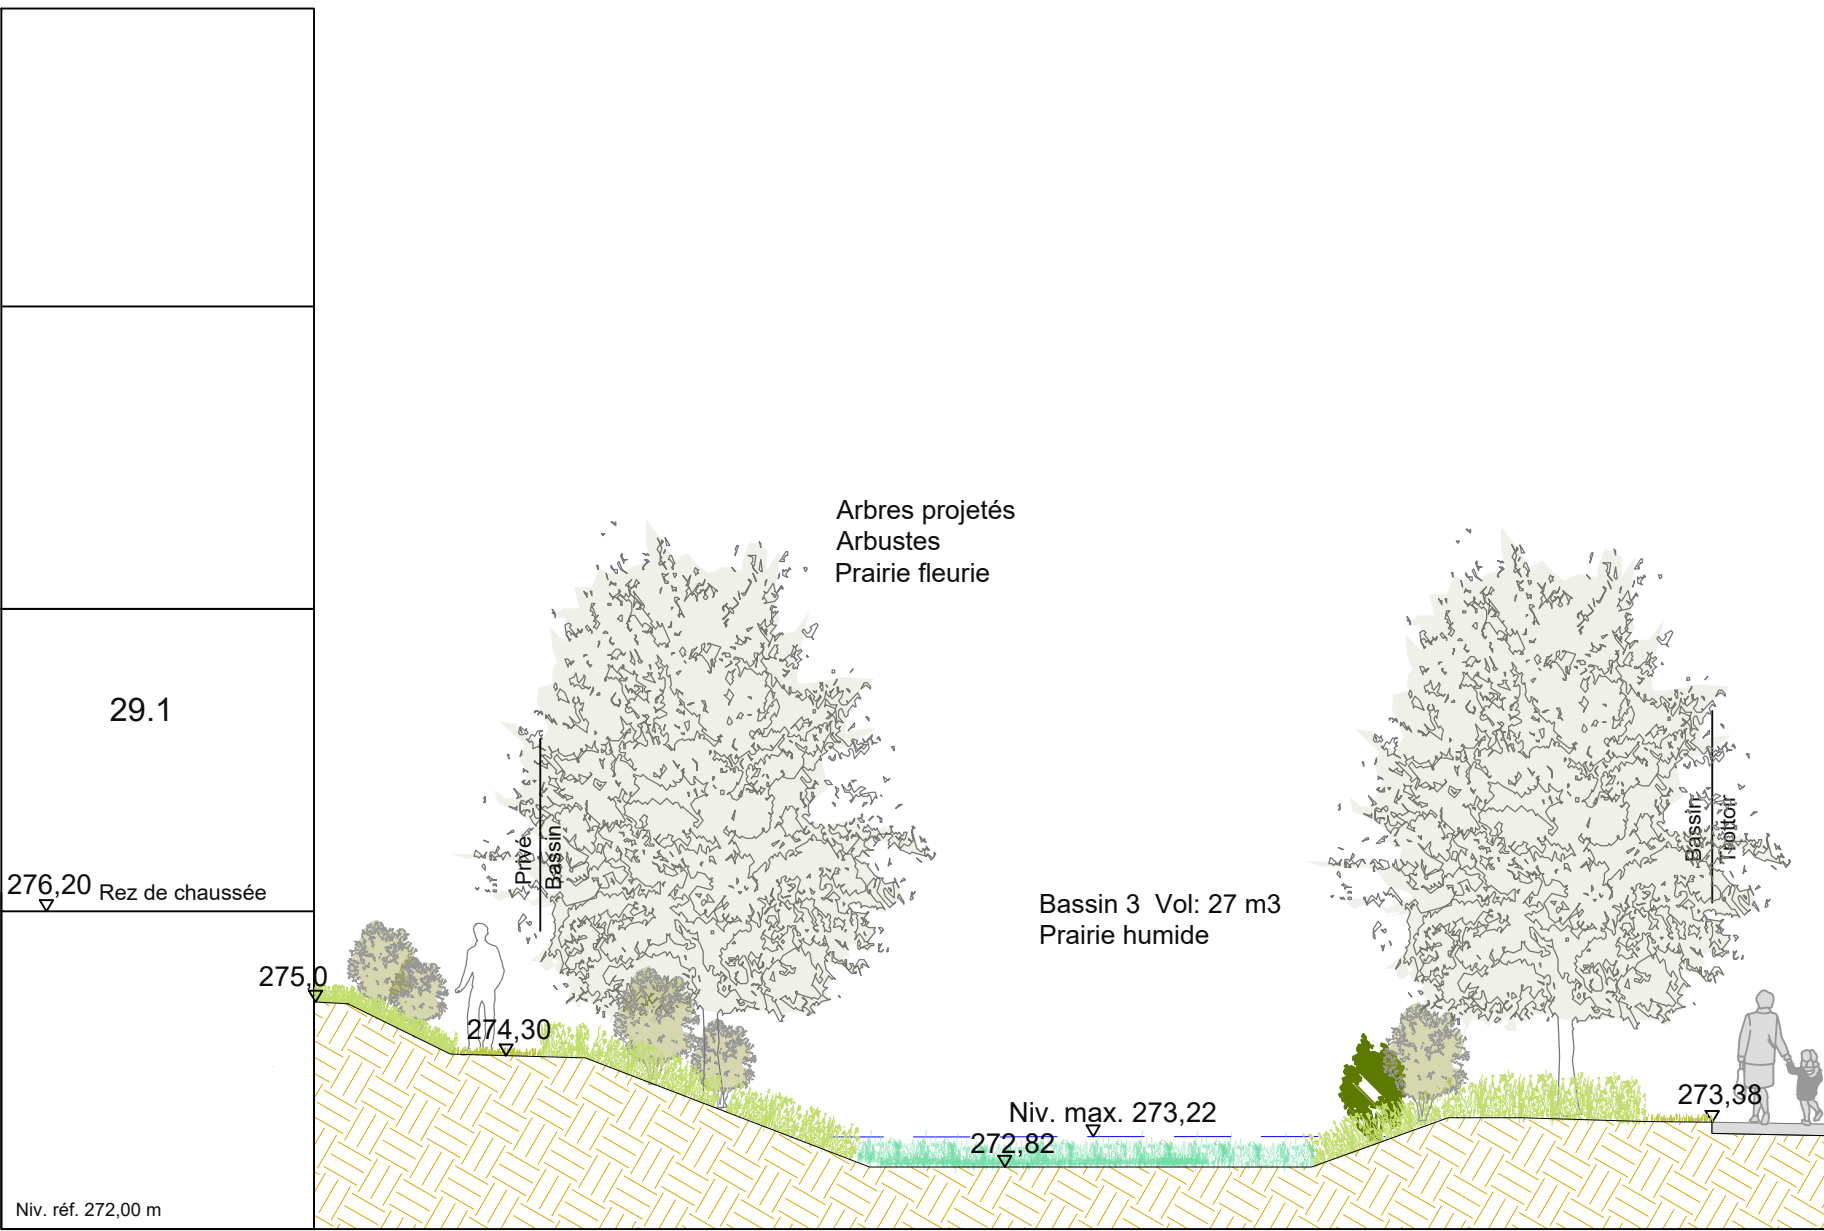 Arbres projetés
Arbustes
Prairie fleurie
29.1
Privé
Bassin
Bassin
Trottoir
276,20 Rez de chaussée
Bassin 3 Vol: 27 m3
Prairie humide
275,0
274,30
273,38
Niv. max. 273,22
272,82
Niv. réf. 272,00 m